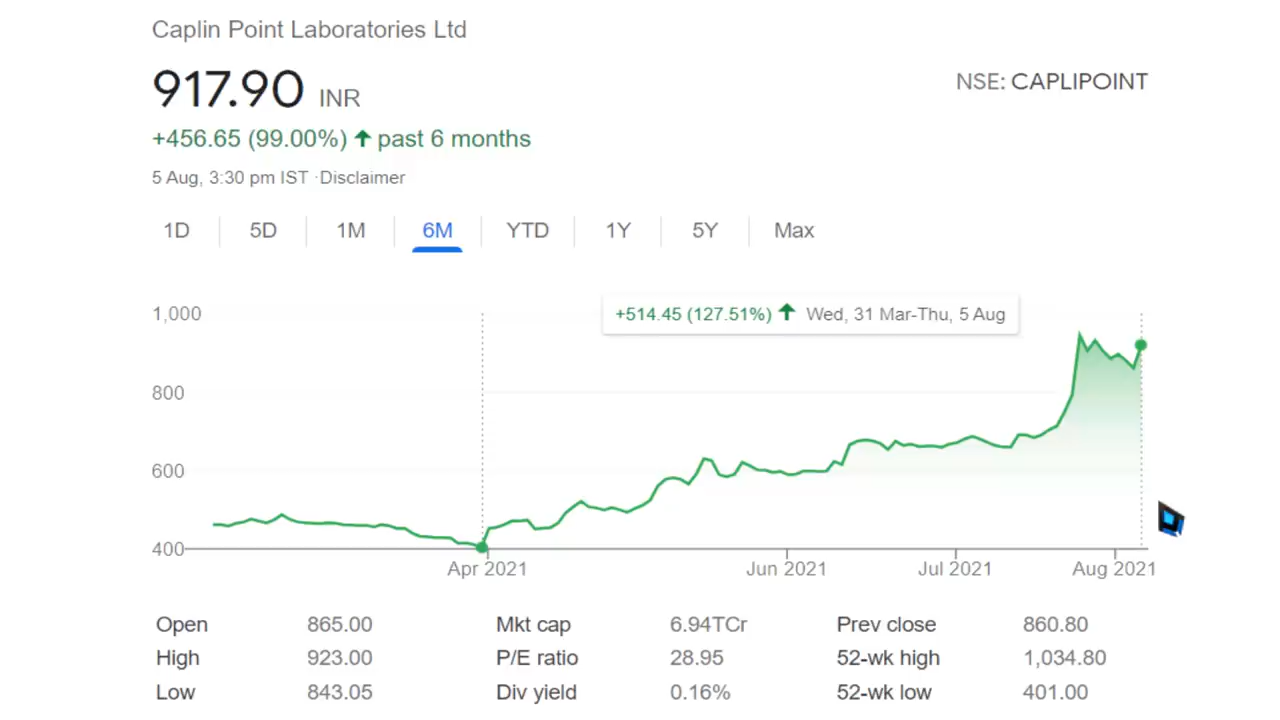 Caplin Point Laboratories Ltd
917.90 INR
NSE: CAPLIPOINT
+456.65 (99.00%) ↑ past 6 months
5 Aug, 3:30 pm IST ·Disclaimer
1D 5D 1M 6M YTD 1Y 5Y Max
+514.45 (127.51%) ↑ Wed, 31 Mar-Thu, 5 Aug
1,000
800
600
400
Apr 2021 Jun 2021 Jul 2021 Aug 2021
Open 865.00 Mkt cap 6.94TCr Prev close 860.80
High 923.00 P/E ratio 28.95 52-wk high 1,034.80
Low 843.05 Div yield 0.16% 52-wk low 401.00